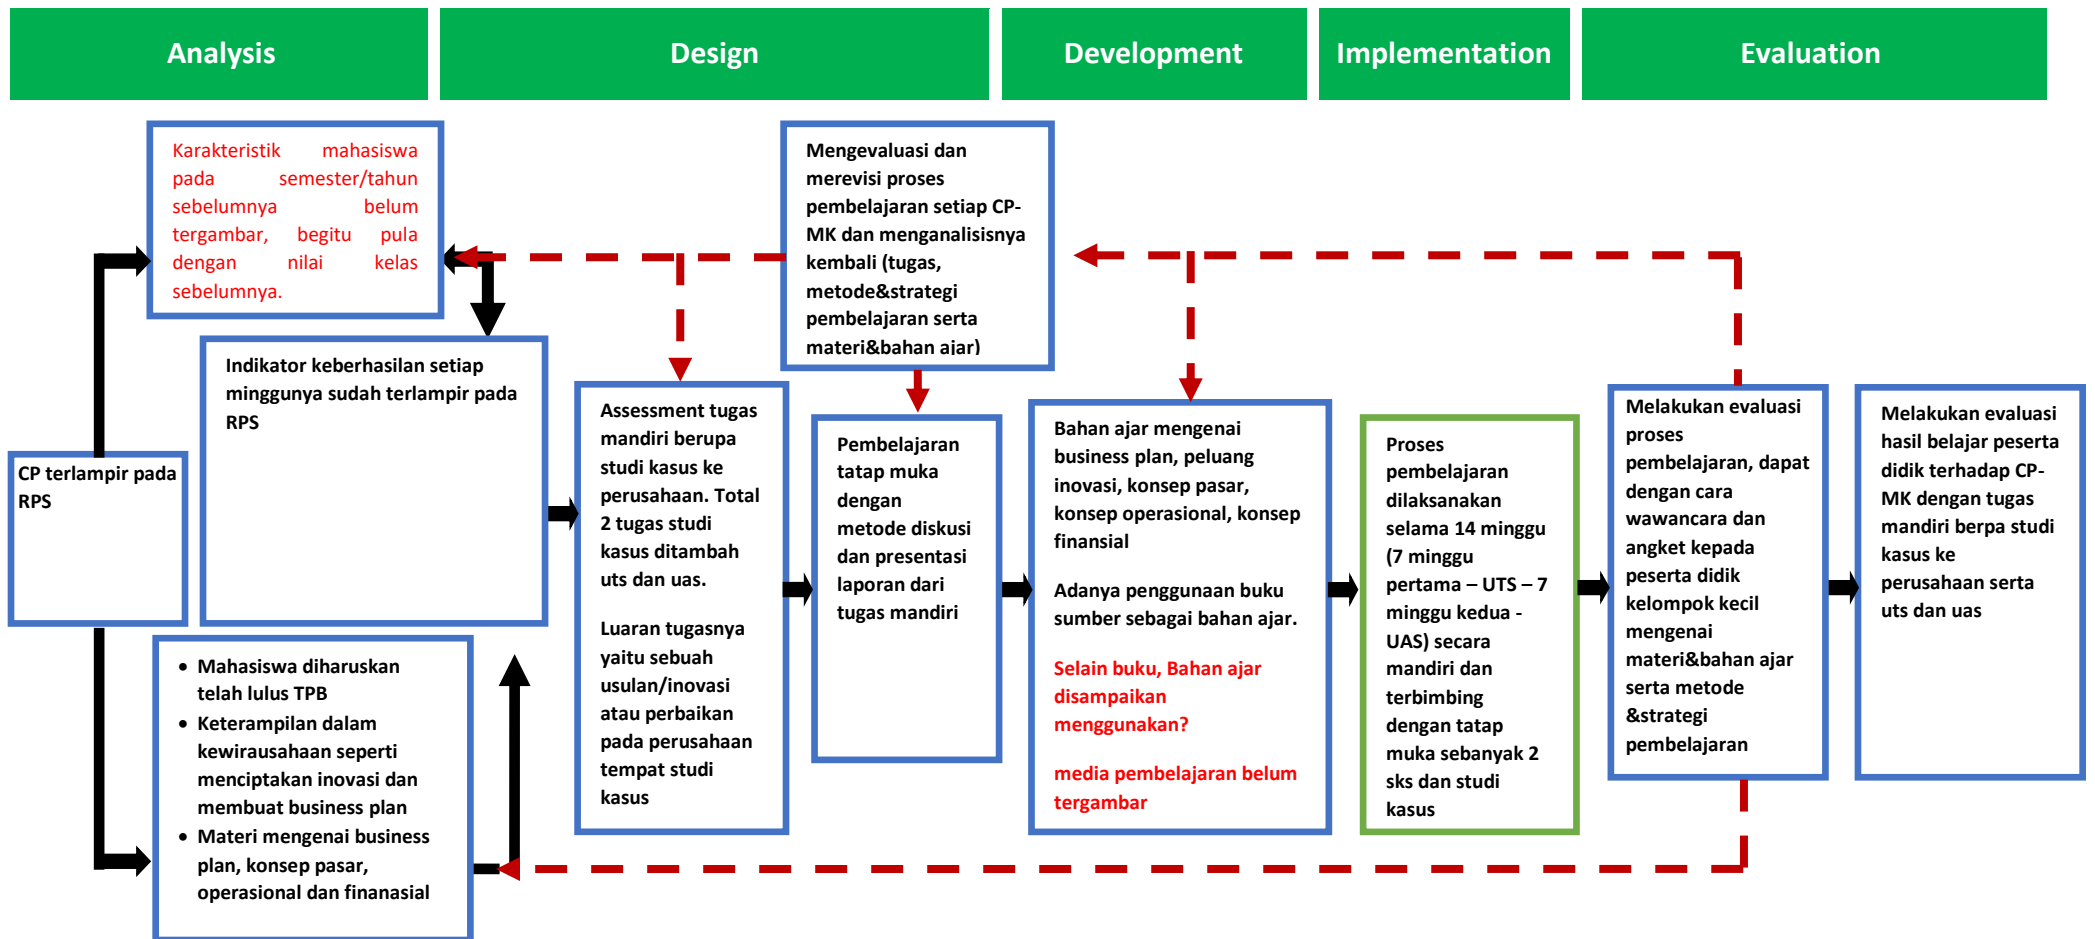 Analysis
Design
Development
Implementation
Evaluation
Karakteristik mahasiswa
pada semester/tahun
sebelumnya belum
tergambar, begitu pula
dengan nilai kelas
sebelumnya.
Indikator keberhasilan setiap
minggunya sudah terlampir pada
RPS
CP terlampir pada
RPS
• Mahasiswa diharuskan
telah lulus TPB
• Keterampilan dalam
kewirausahaan seperti
menciptakan inovasi dan
membuat business plan
• Materi mengenai business
plan, konsep pasar,
operasional dan finanasial
Assessment tugas
mandiri berupa
studi kasus ke
perusahaan. Total
2 tugas studi
kasus ditambah
uts dan uas.
Luaran tugasnya
yaitu sebuah
usulan/inovasi
atau perbaikan
pada perusahaan
tempat studi
kasus
Mengevaluasi dan
merevisi proses
pembelajaran setiap CP-
MK dan menganalisisnya
kembali (tugas,
metode&strategi
pembelajaran serta
materi&bahan ajar)
Pembelajaran
tatap muka
dengan
metode diskusi
dan presentasi
laporan dari
tugas mandiri
Bahan ajar mengenai
business plan, peluang
inovasi, konsep pasar,
konsep operasional, konsep
finansial
Adanya penggunaan buku
sumber sebagai bahan ajar.
Selain buku, Bahan ajar
disampaikan
menggunakan?
media pembelajaran belum
tergambar
Proses
pembelajaran
dilaksanakan
selama 14 minggu
(7 minggu
pertama – UTS – 7
minggu kedua -
UAS) secara
mandiri dan
terbimbing
dengan tatap
muka sebanyak 2
sks dan studi
kasus
Melakukan evaluasi
proses
pembelajaran, dapat
dengan cara
wawancara dan
angket kepada
peserta didik
kelompok kecil
mengenai
materi&bahan ajar
serta metode
&strategi
pembelajaran
Melakukan evaluasi
hasil belajar peserta
didik terhadap CP-
MK dengan tugas
mandiri berpa studi
kasus ke
perusahaan serta
uts dan uas